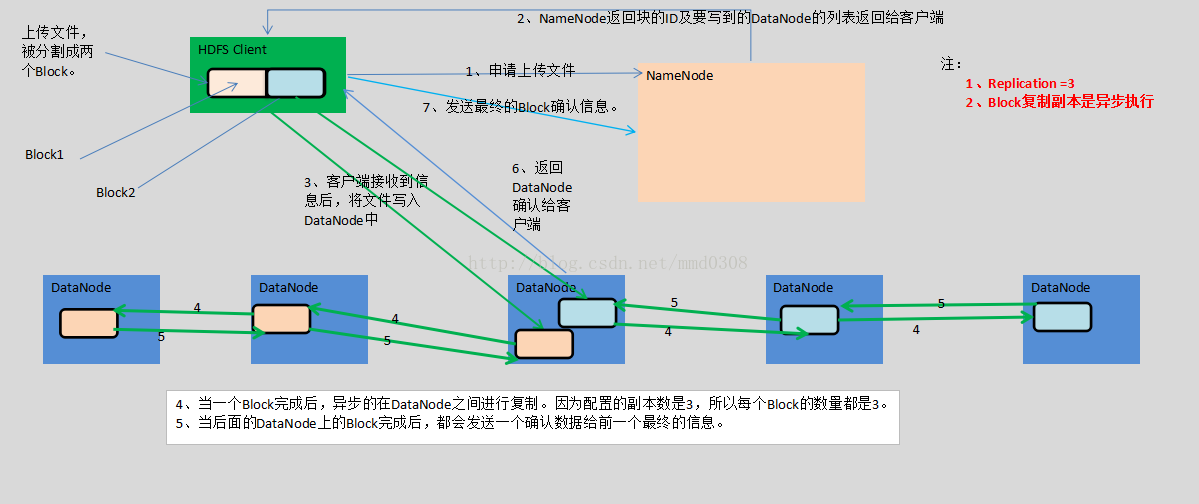 2、NameNode返回块的ID及要写到的DataNode的列表返回给客户端
上传文件，
被分割成两
个Block。
HDFS Client
1、申请上传文件
NameNode
注：
1、Replication =3
2、Block复制副本是异步执行
7、发送最终的Block确认信息。
Block1
Block2
3、客户端接收到信
息后，将文件写入
DataNode中
6、返回
DataNode
确认给客
户端
http://blog.csdn.net/mmd0308
DataNode
DataNode
DataNode
DataNode
DataNode
4
5
4
5
5
4
5
4
4、当一个Block完成后，异步的在DataNode之间进行复制。因为配置的副本数是3，所以每个Block的数量都是3。
5、当后面的DataNode上的Block完成后，都会发送一个确认数据给前一个最终的信息。